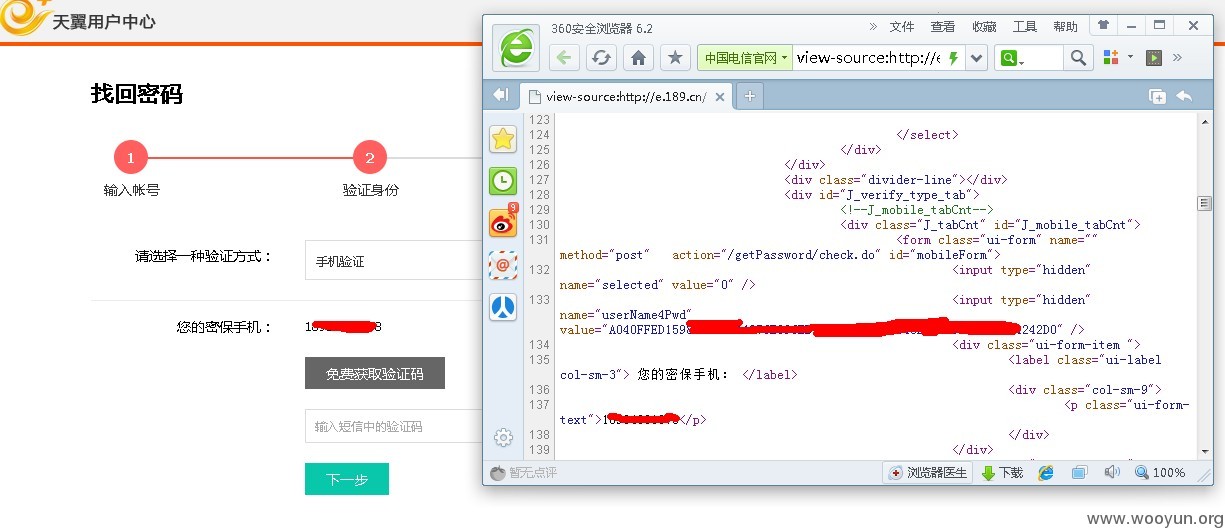 天翼用户中心
找回密码
1
2
输入帐号
验证身份
请选择一种验证方式：
手机验证
您的密保手机：
免费获取验证码
输入短信中的验证码
下一步
360安全浏览器 6.2
» 文件 查看 收藏 工具 帮助
中国电信官网 view-source:http://e
view-source:http://e.189.cn/
9
123
124 </select>
125 </div>
126 </div>
127 <div class="divider-line"></div>
128 <div id="J_verify_type_tab">
129 <!--J_mobile_tabCnt-->
130 <div class="J_tabCnt" id="J_mobile_tabCnt">
131 <form class="ui-form" name=""
method="post" action="/getPassword/check.do" id="mobileForm">
132 <input type="hidden"
name="selected" value="0" />
133 <input type="hidden"
name="userName4Pwd"
value="A040FFED159 242D0" />
134 <div class="ui-form-item ">
135 <label class="ui-label
col-sm-3"> 您的密保手机： </label>
136 <div class="col-sm-9">
137 <p class="ui-form-
text"> </p>
138 </div>
139 </div>
暂无点评
浏览器医生 下载 100%
www.wooyun.org